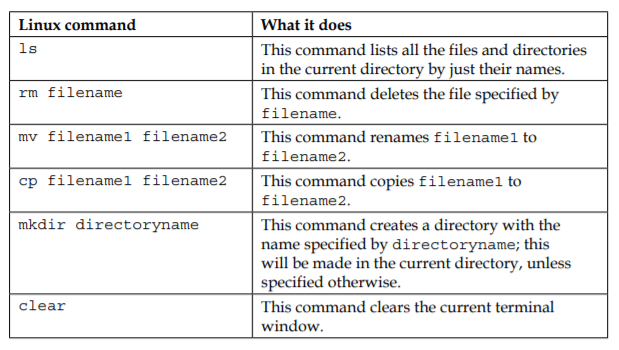 Linux command What it does
ls This command lists all the files and directories
in the current directory by just their names.
rm filename This command deletes the file specified by
filename.
mv filename1 filename2 This command renames filename1 to
filename2.
cp filename1 filename2 This command copies filename1 to
filename2.
mkdir directoryname This command creates a directory with the
name specified by directoryname; this
will be made in the current directory, unless
specified otherwise.
clear This command clears the current terminal
window.